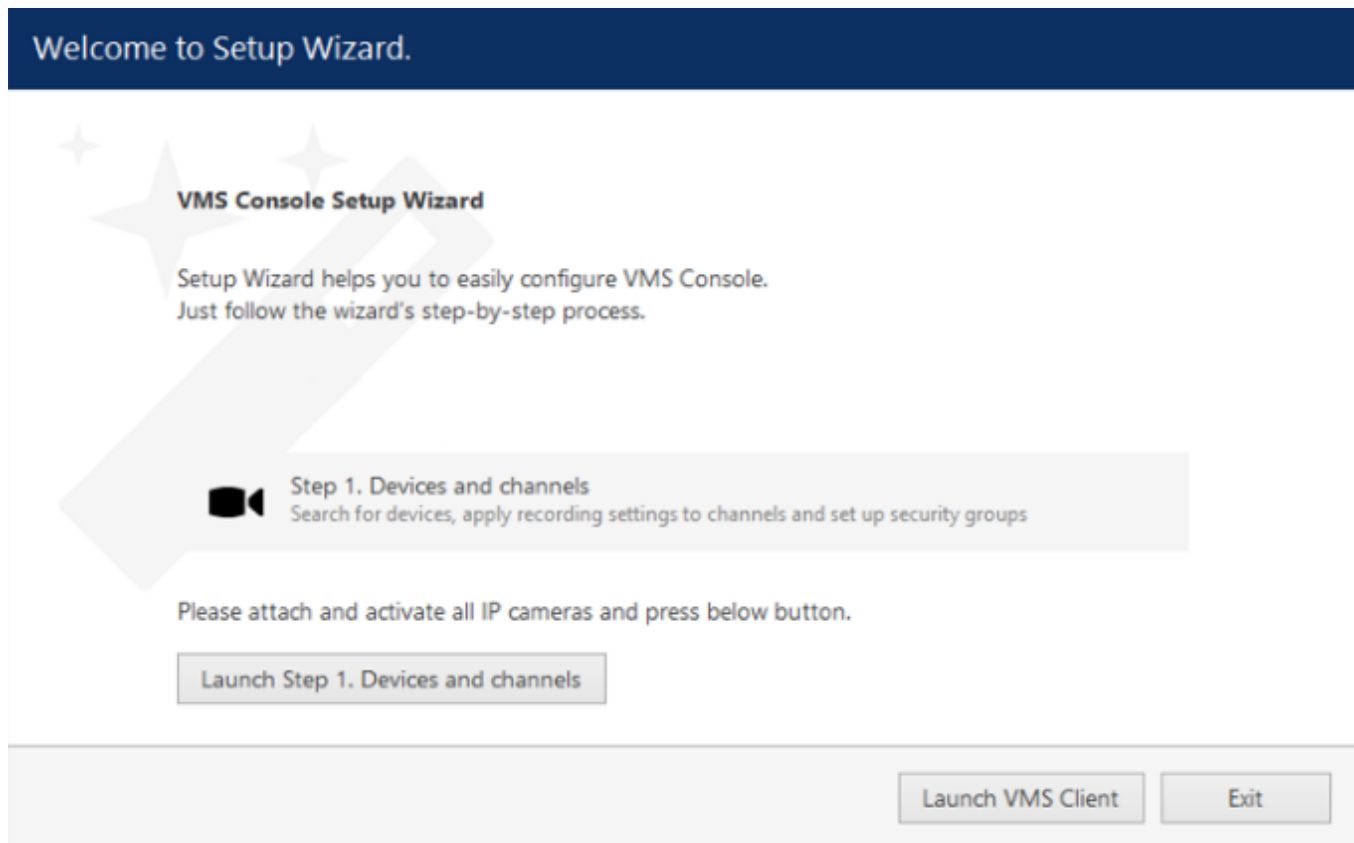 Welcome to Setup Wizard.
VMS Console Setup Wizard
Setup Wizard helps you to easily configure VMS Console.
Just follow the wizard's step-by-step process.
Step 1. Devices and channels
Search for devices, apply recording settings to channels and set up security groups
Please attach and activate all IP cameras and press below button.
Launch Step 1. Devices and channels
Launch VMS Client
Exit